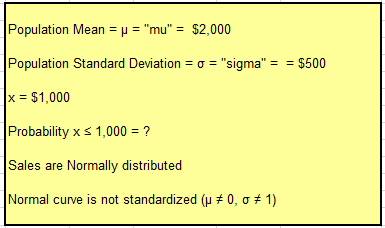 Population Mean = µ = "mu" =  $2,000
Population Standard Deviation = σ = "sigma" =  = $500
x = $1,000
Probability x ≤ 1,000 = ?
Sales are Normally distributed
Normal curve is not standardized (µ ≠ 0, σ ≠ 1)